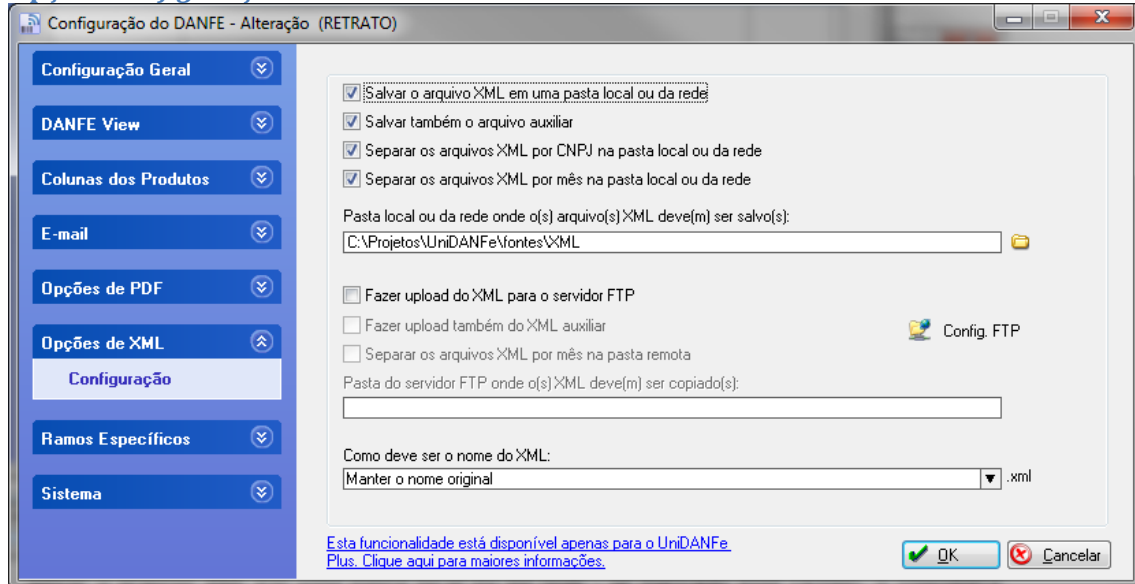 Configuração do DANFE - Alteração (RETRATO)
Configuração Geral
DANFE View
Colunas dos Produtos
E-mail
Opções de PDF
Opções de XML
Configuração
Ramos Específicos
Sistema
Salvar o arquivo XML em uma pasta local ou da rede
Salvar também o arquivo auxiliar
Separar os arquivos XML por CNPJ na pasta local ou da rede
Separar os arquivos XML por mês na pasta local ou da rede
Pasta local ou da rede onde o(s) arquivo(s) XML deve(m) ser salvo(s):
C:\Projetos\UniDANFe\fontes\XML
Fazer upload do XML para o servidor FTP
Fazer upload também do XML auxiliar
Config. FTP
Separar os arquivos XML por mês na pasta remota
Pasta do servidor FTP onde o(s) XML deve(m) ser copiado(s):
Como deve ser o nome do XML:
Manter o nome original
.xml
Esta funcionalidade está disponível apenas para o UniDANFe
Plus. Clique aqui para maiores informações.
OK
Cancelar